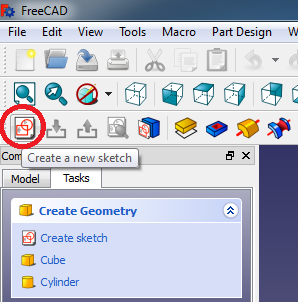 FreeCAD
File Edit View Tools Macro Part Design
Create a new sketch
Com
Model Tasks
Create Geometry
Create sketch
Cube
Cylinder